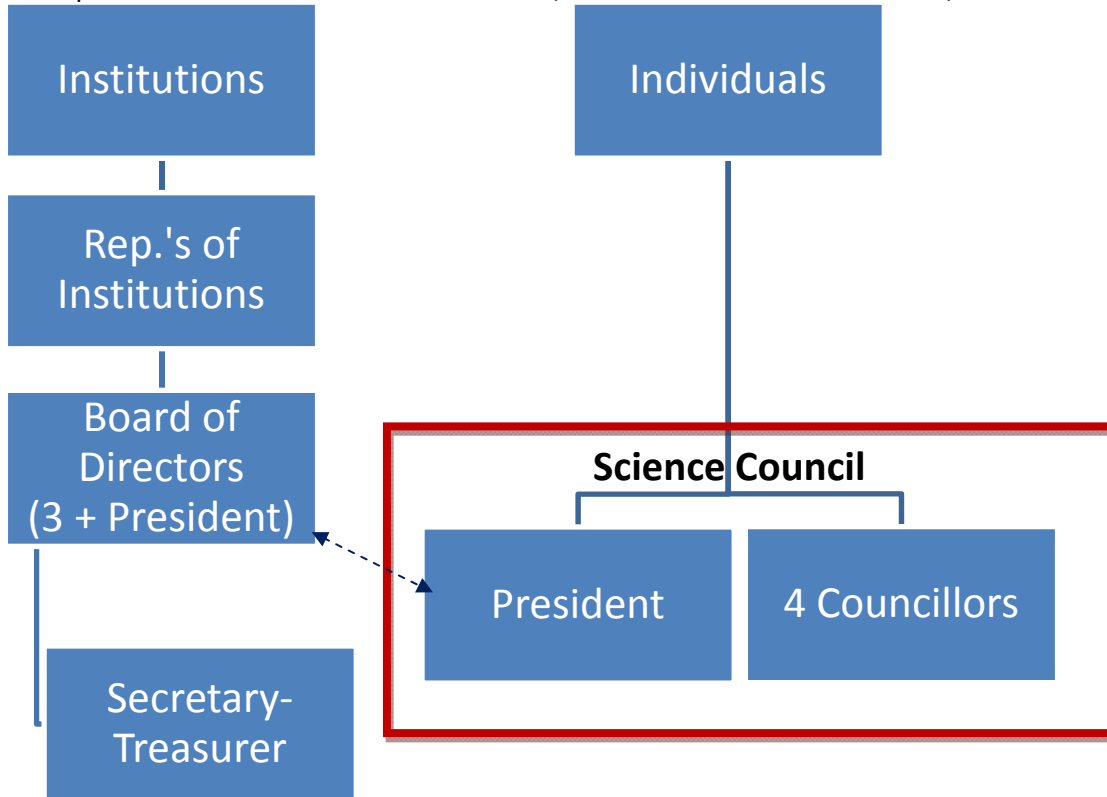 Institutions
Individuals
Rep.'s of
Institutions
Board of
Directors
(3 + President)
Science Council
President
4 Councillors
Secretary-
Treasurer